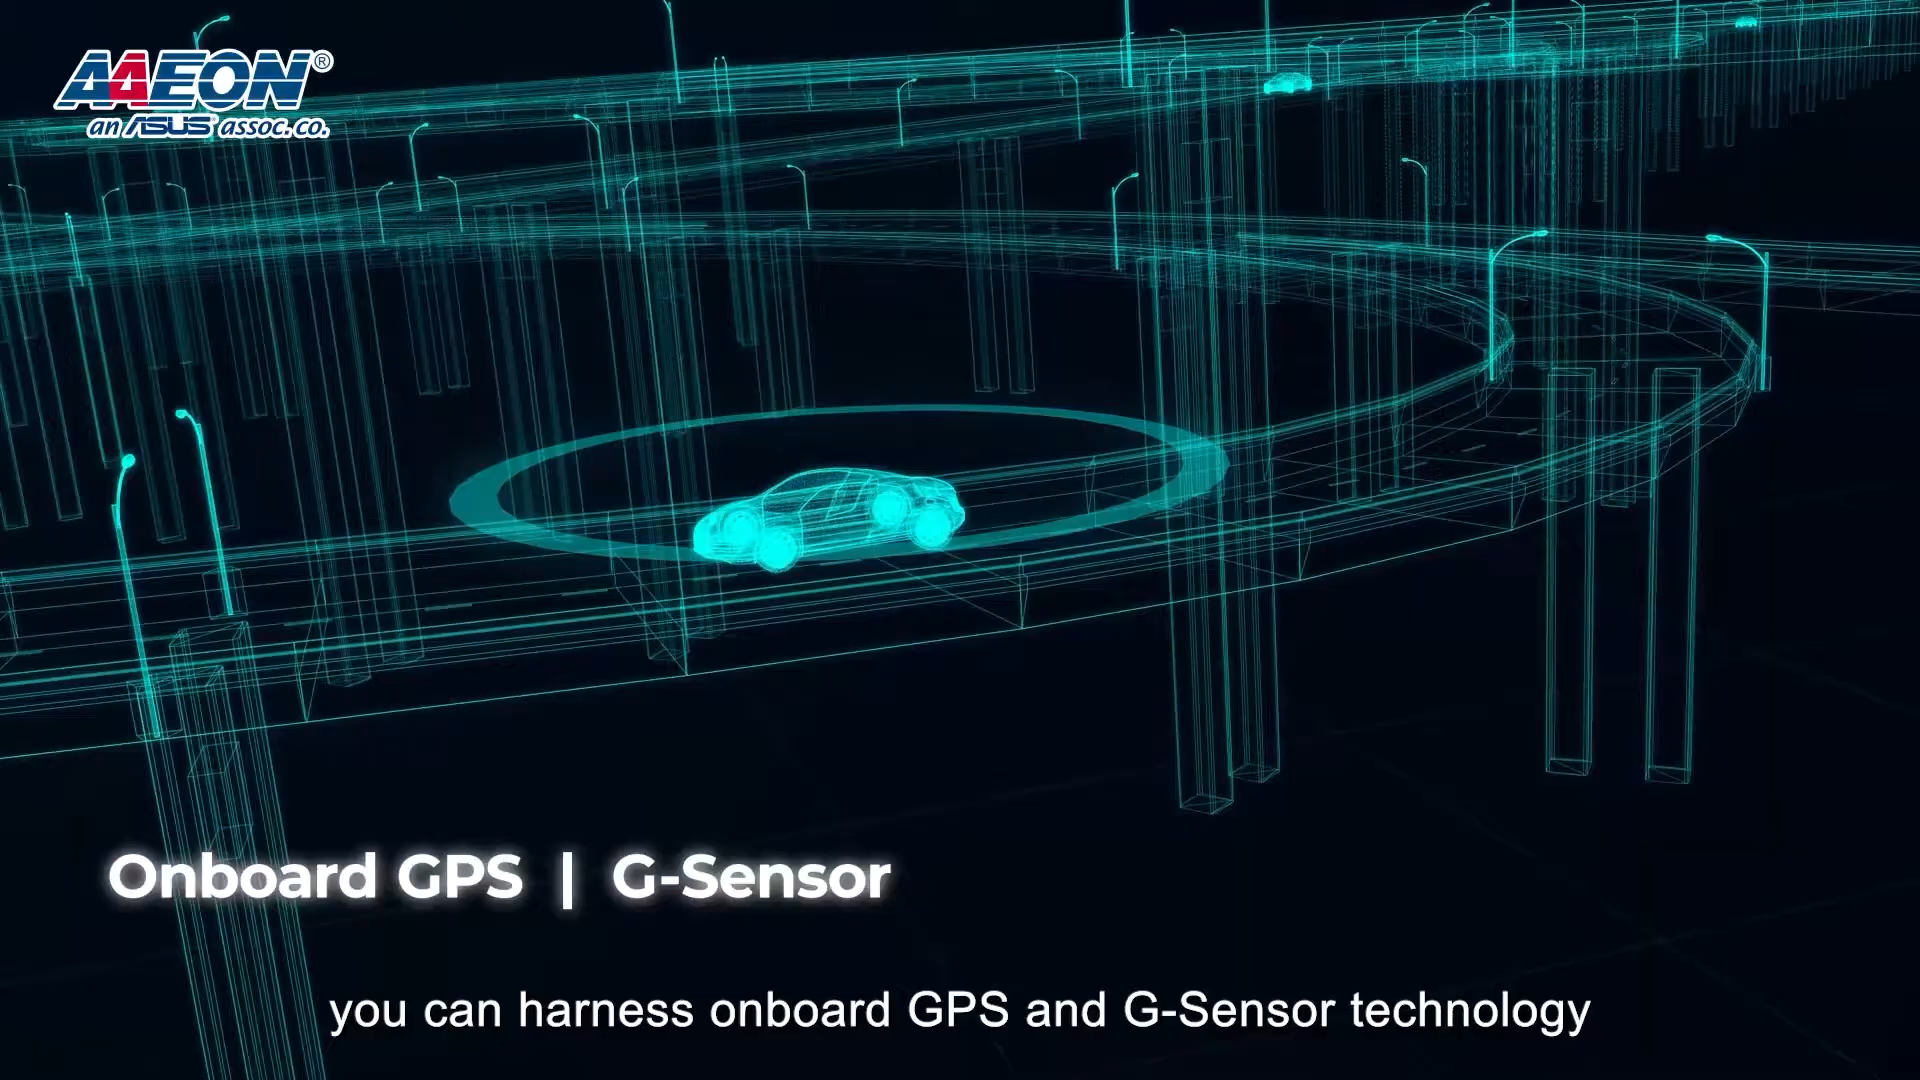 AAEON®
an ASUS assoc. co.
Onboard GPS | G-Sensor
you can harness onboard GPS and G-Sensor technology